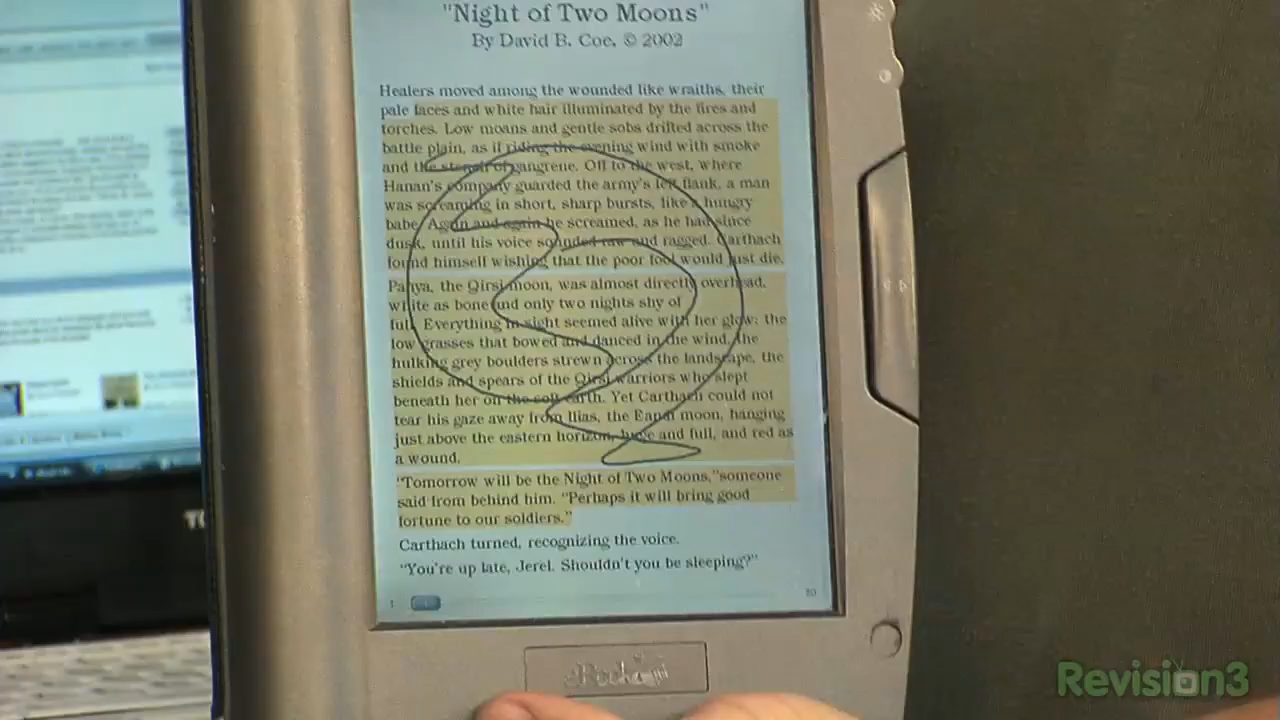 "Night of Two Moons"
By David B. Coe. © 2002
Healers moved among the wounded like wraiths, their
pale faces and white hair illuminated by the fires and
torches. Low moans and gentle sobs drifted across the
battle plain, as if riding the evening wind with smoke
and the stench of gangrene. Off to the west, where
Hanan's company guarded the army's left flank, a man
was screaming in short, sharp bursts, like a hungry
babe. Again and again he screamed, as he had since
dusk, until his voice sounded raw and ragged. Carthach
found himself wishing that the poor fool would just die.
Panya, the Qirsi moon, was almost directly overhead,
white as bone and only two nights shy of
full. Everything in sight seemed alive with her glow: the
low grasses that bowed and danced in the wind, the
hulking grey boulders strewn across the landscape, the
shields and spears of the Qirsi warriors who slept
beneath her on the soft earth. Yet Carthach could not
tear his gaze away from Ilias, the Eandi moon, hanging
just above the eastern horizon, huge and full, and red as
a wound.
"Tomorrow will be the Night of Two Moons,"someone
said from behind him. "Perhaps it will bring good
fortune to our soldiers."
Carthach turned, recognizing the voice.
"You're up late, Jerel. Shouldn't you be sleeping?"
1
Revision3